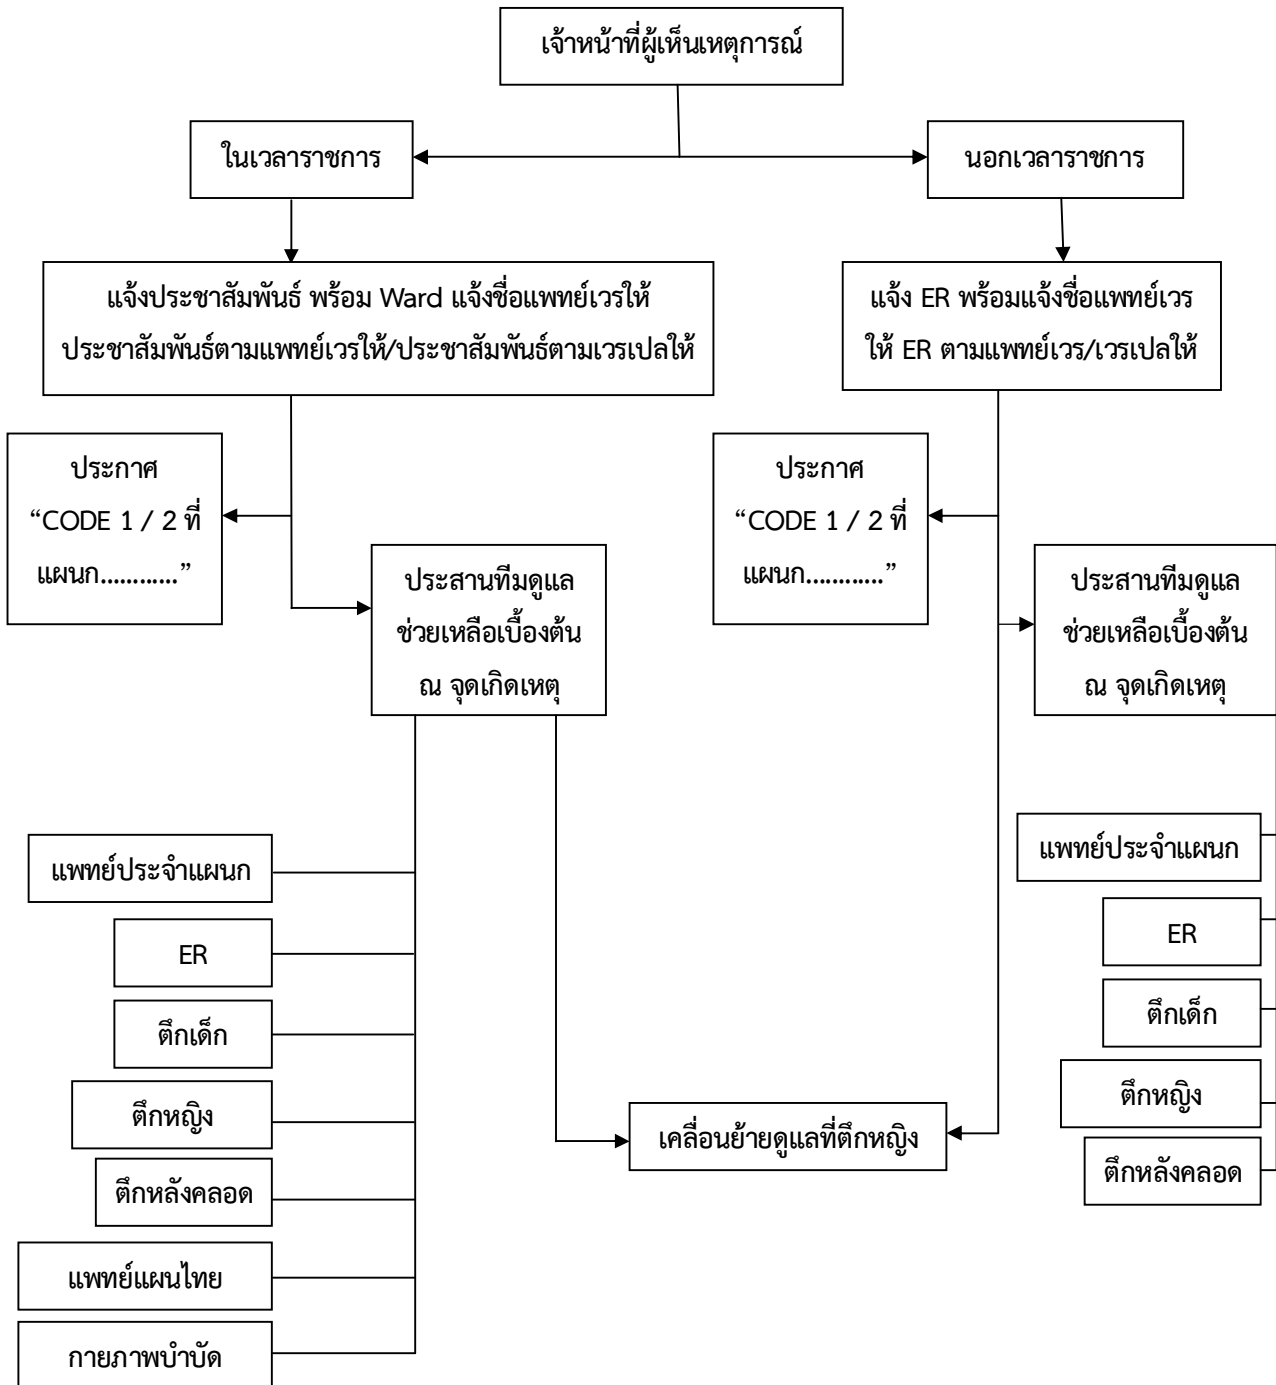 เจ้าหน้าที่ผู้เห็นเหตุการณ์
ในเวลาราชการ
นอกเวลาราชการ
แจ้งประชาสัมพันธ์ พร้อม Ward แจ้งชื่อแพทย์เวรให้
ประชาสัมพันธ์ตามแพทย์เวรให้/ประชาสัมพันธ์ตามเวรเปลให้
แจ้ง ER พร้อมแจ้งชื่อแพทย์เวร
ให้ ER ตามแพทย์เวร/เวรเปลให้
ประกาศ
“CODE 1 / 2 ที่
แผนก............”
ประสานทีมดูแล
ช่วยเหลือเบื้องต้น
ณ จุดเกิดเหตุ
ประกาศ
“CODE 1 / 2 ที่
แผนก............”
ประสานทีมดูแล
ช่วยเหลือเบื้องต้น
ณ จุดเกิดเหตุ
แพทย์ประจำแผนก
ER
ตึกเด็ก
ตึกหญิง
ตึกหลังคลอด
แพทย์แผนไทย
กายภาพบำบัด
เคลื่อนย้ายดูแลที่ตึกหญิง
แพทย์ประจำแผนก
ER
ตึกเด็ก
ตึกหญิง
ตึกหลังคลอด